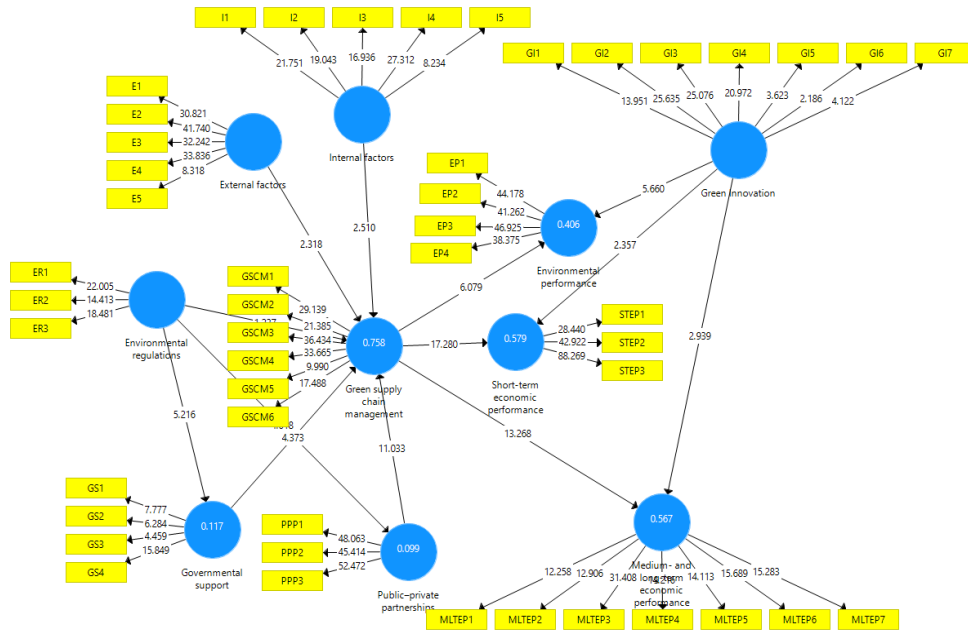 I1
I2
I3
I4
I5
GI1
GI2
GI3
GI4
GI5
GI6
GI7
21.751
19.043
16.936
27.312
8.234
13.951
25.635
25.076
20.972
3.623
2.186
4.122
E1
E2
E3
E4
E5
30.821
41.740
32.242
33.836
8.318
External factors
Internal factors
Green Innovation
EP1
EP2
EP3
EP4
44.178
41.262
46.925
38.375
0.406
Environmental
performance
5.660
2.357
2.318
2.510
6.079
2.939
ER1
ER2
ER3
22.005
14.413
18.481
Environmental
regulations
GSCM1
GSCM2
GSCM3
GSCM4
GSCM5
GSCM6
29.139
21.385
36.434
33.665
9.990
17.488
0.758
Green supply
chain
management
17.280
0.579
Short-term
economic
performance
STEP1
STEP2
STEP3
28.440
42.922
88.269
5.216
4.373
11.033
13.268
GS1
GS2
GS3
GS4
7.777
6.284
4.459
15.849
0.117
Governmental
support
PPP1
PPP2
PPP3
48.063
45.414
52.472
0.099
Public–private
partnerships
0.567
Medium- and
long-term
economic
performance
12.258
12.906
31.408
14.113
15.689
15.283
MLTEP1
MLTEP2
MLTEP3
MLTEP4
MLTEP5
MLTEP6
MLTEP7